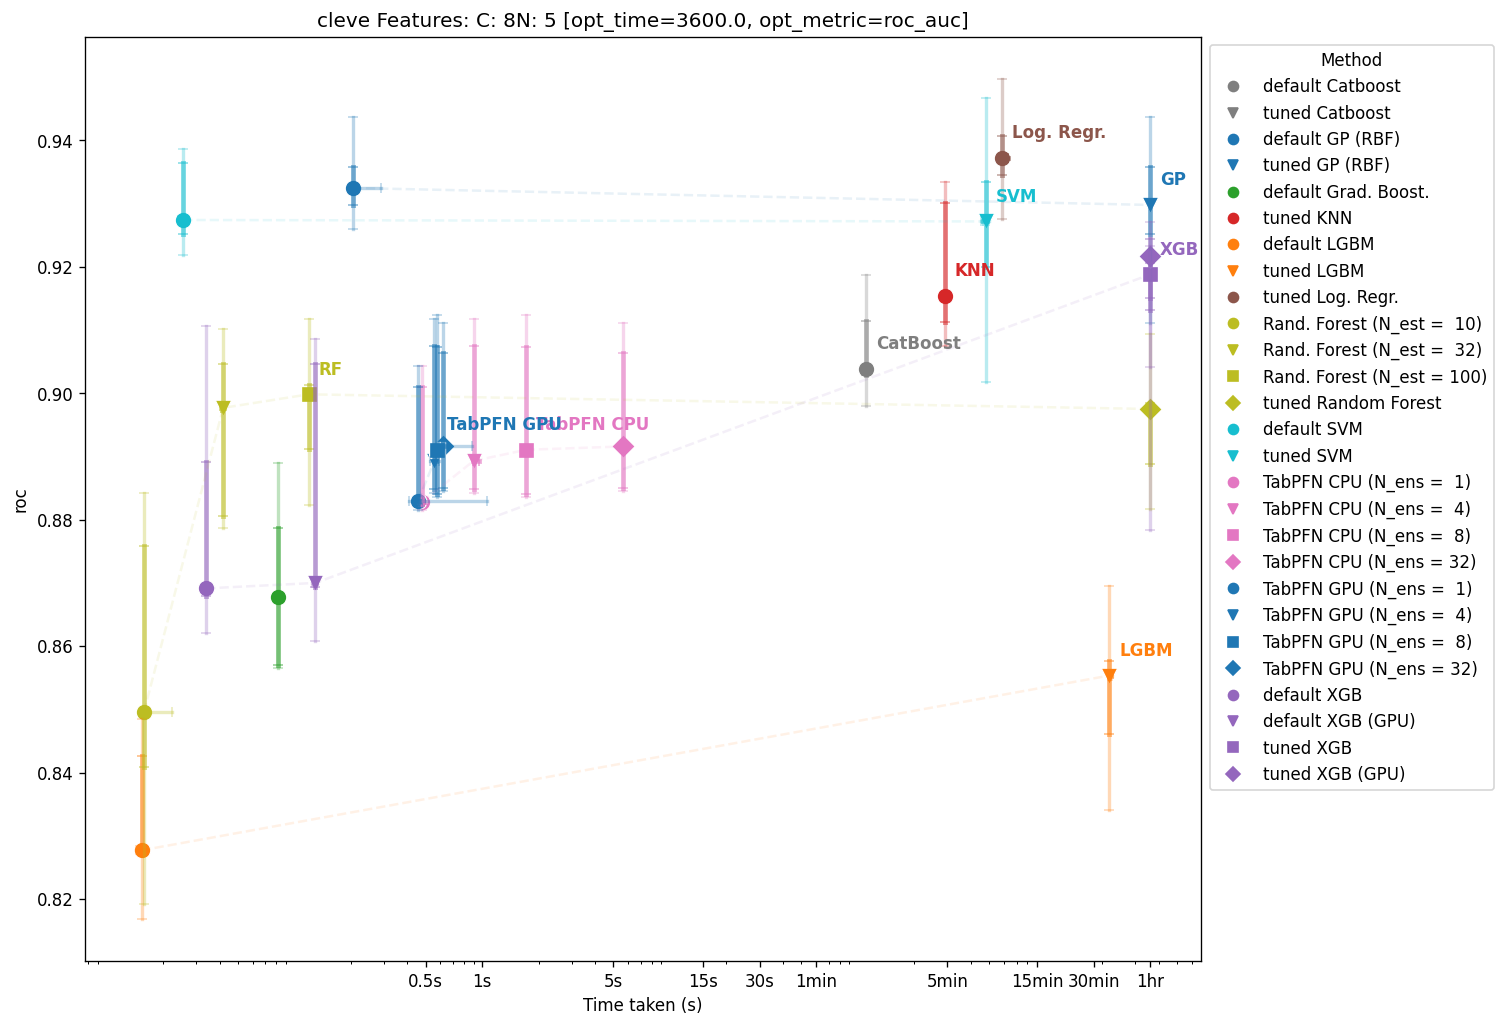 cleve Features: C: 8N: 5 [opt_time=3600.0, opt_metric=roc_auc]
roc
0.94
0.92
0.90
0.88
0.86
0.84
0.82
Log. Regr.
GP
SVM
XGB
KNN
CatBoost
RF
TabPFN GPU
TabPFN CPU
LGBM
0.5s 1s 5s 15s 30s 1min 5min 15min 30min 1hr
Time taken (s)
Method
default Catboost
tuned Catboost
default GP (RBF)
tuned GP (RBF)
default Grad. Boost.
tuned KNN
default LGBM
tuned LGBM
tuned Log. Regr.
Rand. Forest (N_est =  10)
Rand. Forest (N_est =  32)
Rand. Forest (N_est = 100)
tuned Random Forest
default SVM
tuned SVM
TabPFN CPU (N_ens =  1)
TabPFN CPU (N_ens =  4)
TabPFN CPU (N_ens =  8)
TabPFN CPU (N_ens = 32)
TabPFN GPU (N_ens =  1)
TabPFN GPU (N_ens =  4)
TabPFN GPU (N_ens =  8)
TabPFN GPU (N_ens = 32)
default XGB
default XGB (GPU)
tuned XGB
tuned XGB (GPU)